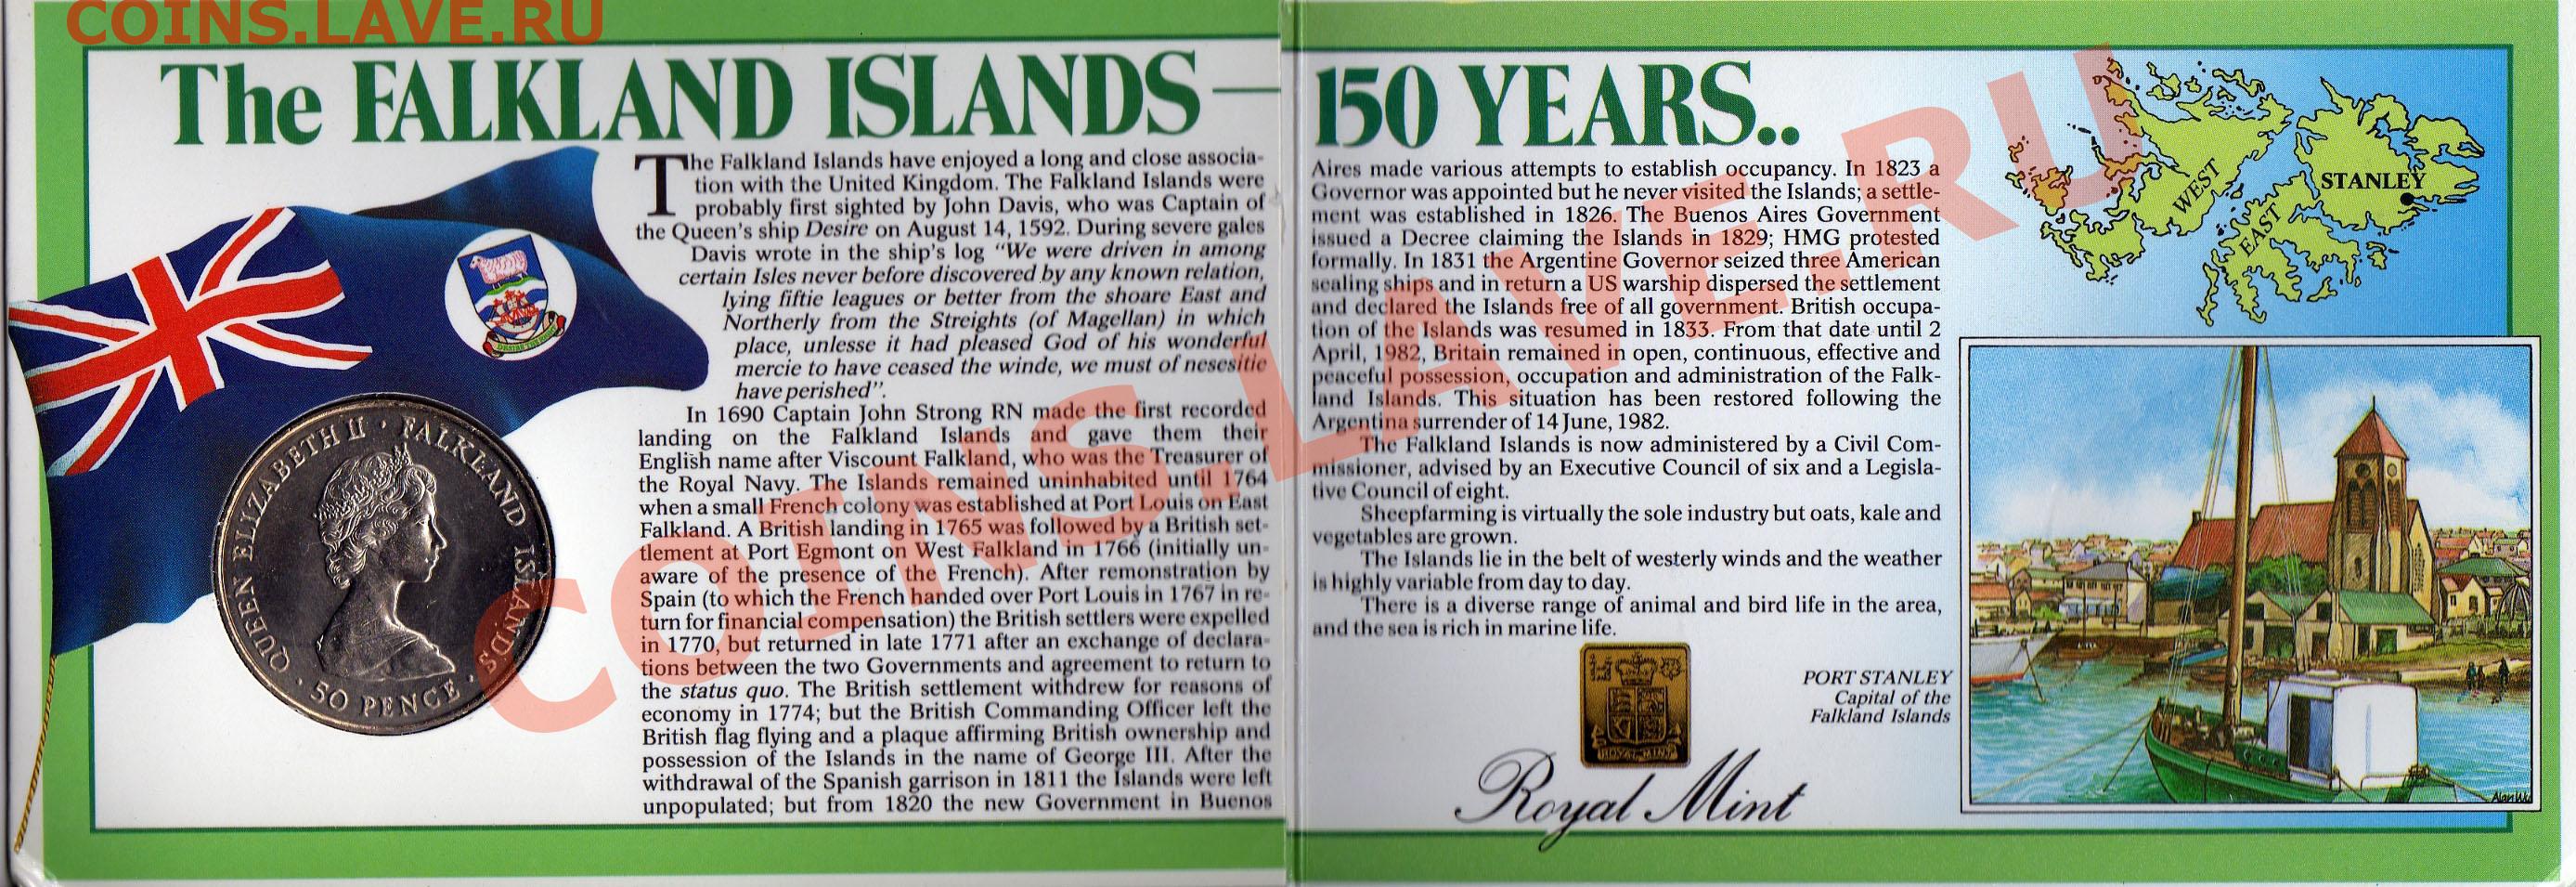 COINS.LAVE.RU
The FALKLAND ISLANDS—
The Falkland Islands have enjoyed a long and close associa-
tion with the United Kingdom. The Falkland Islands were
probably first sighted by John Davis, who was Captain of
the Queen's ship Desire on August 14, 1592. During severe gales
Davis wrote in the ship's log "We were driven in among
certain Isles never before discovered by any known relation,
lying fiftie leagues or better from the shoare East and
Northerly from the Streights (of Magellan) in which
place, unlesse it had pleased God of his wonderful
mercie to have ceased the winde, we must of nesesitie
have perished".
In 1690 Captain John Strong RN made the first recorded
landing on the Falkland Islands and gave them their
English name after Viscount Falkland, who was the Treasurer of
the Royal Navy. The Islands remained uninhabited until 1764
when a small French colony was established at Port Louis on East
Falkland. A British landing in 1765 was followed by a British set-
tlement at Port Egmont on West Falkland in 1766 (initially un-
aware of the presence of the French). After remonstration by
Spain (to which the French handed over Port Louis in 1767 in re-
turn for financial compensation) the British settlers were expelled
in 1770, but returned in late 1771 after an exchange of declara-
tions between the two Governments and agreement to return to
the status quo. The British settlement withdrew for reasons of
economy in 1774; but the British Commanding Officer left the
British flag flying and a plaque affirming British ownership and
possession of the Islands in the name of George III. After the
withdrawal of the Spanish garrison in 1811 the Islands were left
unpopulated; but from 1820 the new Government in Buenos
QUEEN ELIZABETH II · FALKLAND ISLANDS
· 50 PENCE ·
150 YEARS..
Aires made various attempts to establish occupancy. In 1823 a
Governor was appointed but he never visited the Islands; a settle-
ment was established in 1826. The Buenos Aires Government
issued a Decree claiming the Islands in 1829; HMG protested
formally. In 1831 the Argentine Governor seized three American
sealing ships and in return a US warship dispersed the settlement
and declared the Islands free of all government. British occupa-
tion of the Islands was resumed in 1833. From that date until 2
April, 1982, Britain remained in open, continuous, effective and
peaceful possession, occupation and administration of the Falk-
land Islands. This situation has been restored following the
Argentina surrender of 14 June, 1982.
The Falkland Islands is now administered by a Civil Com-
missioner, advised by an Executive Council of six and a Legisla-
tive Council of eight.
Sheepfarming is virtually the sole industry but oats, kale and
vegetables are grown.
The Islands lie in the belt of westerly winds and the weather
is highly variable from day to day.
There is a diverse range of animal and bird life in the area,
and the sea is rich in marine life.
ROYAL MINT
Royal Mint
WEST
EAST
STANLEY
PORT STANLEY
Capital of the
Falkland Islands
COINS.LAVE.RU